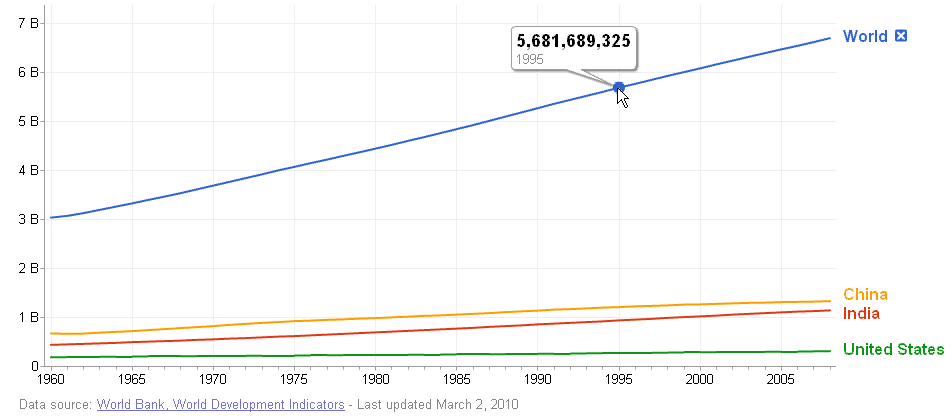 7 B
World
5,681,689,325
1995
6 B
5 B
4 B
3 B
2 B
China
1 B
India
United States
0
1960 1965 1970 1975 1980 1985 1990 1995 2000 2005
Data source: World Bank, World Development Indicators - Last updated March 2, 2010